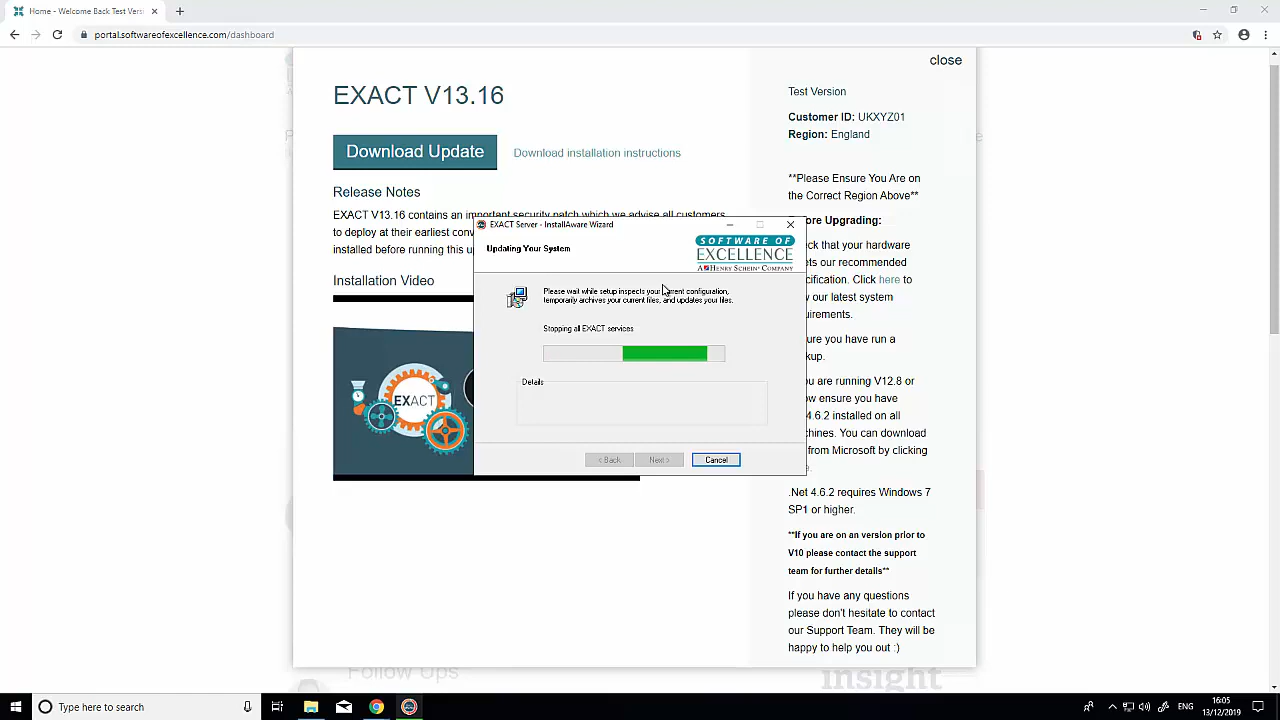 Home - Welcome Back Test Versi
portal.softwareofexcellence.com/dashboard
close
EXACT V13.16
Download Update
Download installation instructions
Release Notes
EXACT V13.16 contains an important security patch which we advise all customers
to deploy at their earliest conv
installed before running this u
Installation Video
EXACT
EXACT Server - InstallAware Wizard
Updating Your System
SOFTWARE OF
EXCELLENCE
A HENRY SCHEIN COMPANY
Please wait while setup inspects your current configuration,
temporarily archives your current files, and updates your files.
Stopping all EXACT services
Details
< Back
Next >
Cancel
Test Version
Customer ID: UKXYZ01
Region: England
**Please Ensure You Are on
the Correct Region Above**
ore Upgrading:
eck that your hardware
ets our recommended
cification. Click here to
w our latest system
uirements.
ure you have run a
kup.
ou are running V12.8 or
ow ensure you have
4.6.2 installed on all
chines. You can download
from Microsoft by clicking
.Net 4.6.2 requires Windows 7
SP1 or higher.
**If you are on an version prior to
V10 please contact the support
team for further details**
If you have any questions
please don't hesitate to contact
our Support Team. They will be
happy to help you out :)
Follow Ups
insight
Type here to search
ENG
16:05
13/12/2019